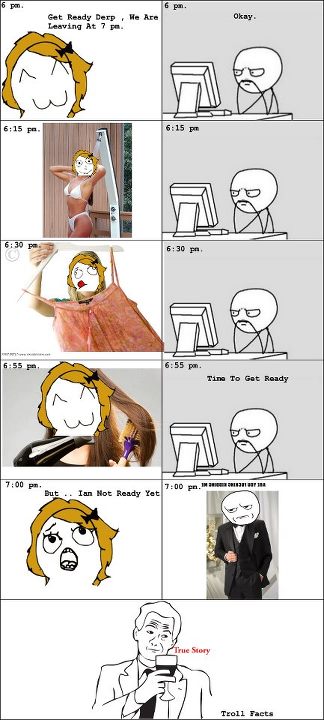 6 pm.
Get Ready Derp , We Are
Leaving At 7 pm.
6 pm.
Okay.
6:15 pm.
6:15 pm
6:30 pm.
6:30 pm.
6:55 pm.
6:55 pm.
Time To Get Ready
7:00 pm.
But .. Iam Not Ready Yet
7:00 pm.
True Story
Troll Facts